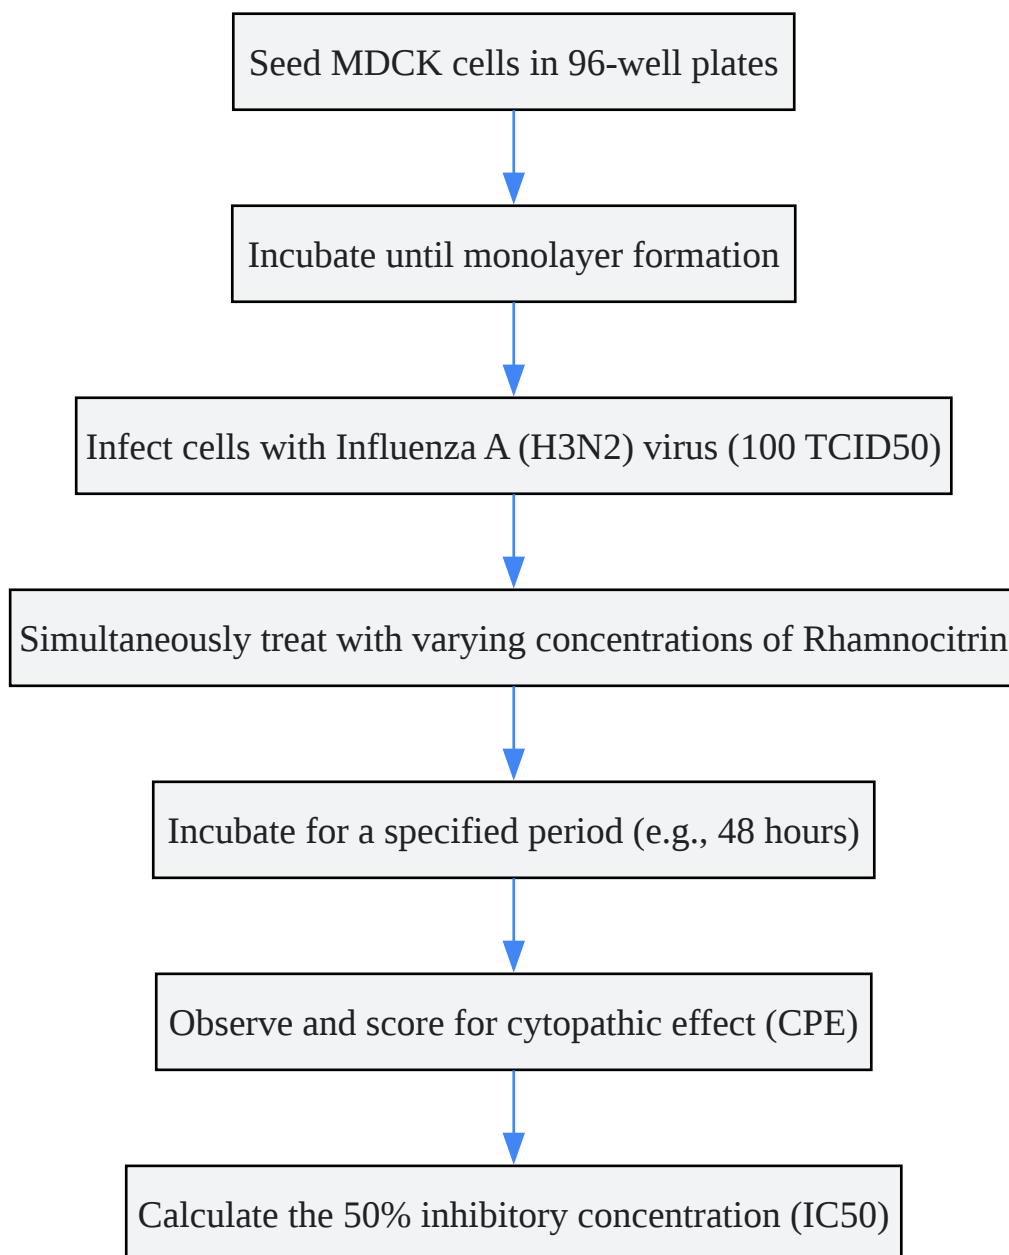 Seed MDCK cells in 96-well plates
Incubate until monolayer formation
Infect cells with Influenza A (H3N2) virus (100 TCID50)
Simultaneously treat with varying concentrations of Rhamnocitrin
Incubate for a specified period (e.g., 48 hours)
Observe and score for cytopathic effect (CPE)
Calculate the 50% inhibitory concentration (IC50)